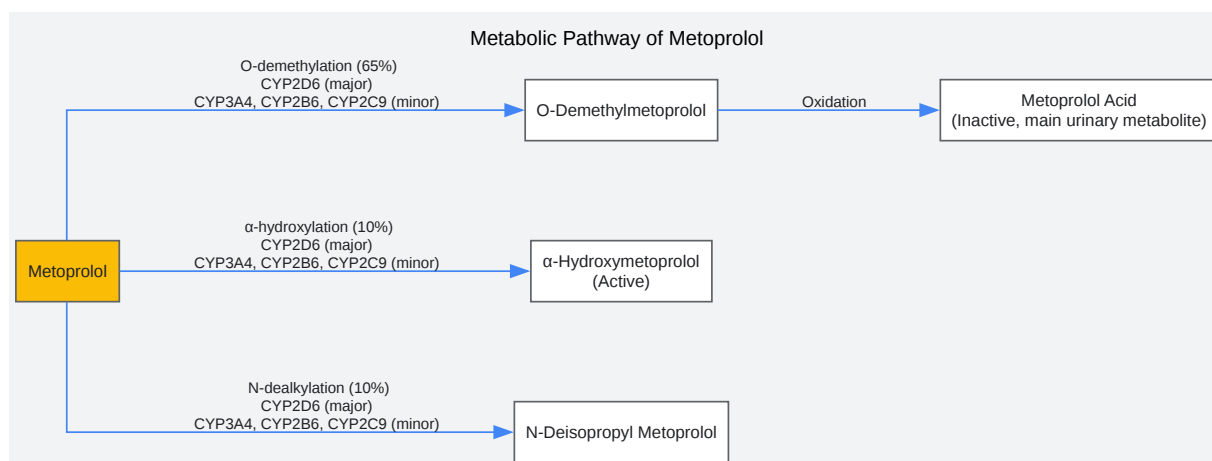 Metabolic Pathway of Metoprolol
O-demethylation (65%)
CYP2D6 (major)
CYP3A4, CYP2B6, CYP2C9 (minor)
O-Demethylmetoprolol
Oxidation
Metoprolol Acid
(Inactive, main urinary metabolite)
Metoprolol
α-hydroxylation (10%)
CYP2D6 (major)
CYP3A4, CYP2B6, CYP2C9 (minor)
α-Hydroxymetoprolol
(Active)
N-dealkylation (10%)
CYP2D6 (major)
CYP3A4, CYP2B6, CYP2C9 (minor)
N-Deisopropyl Metoprolol